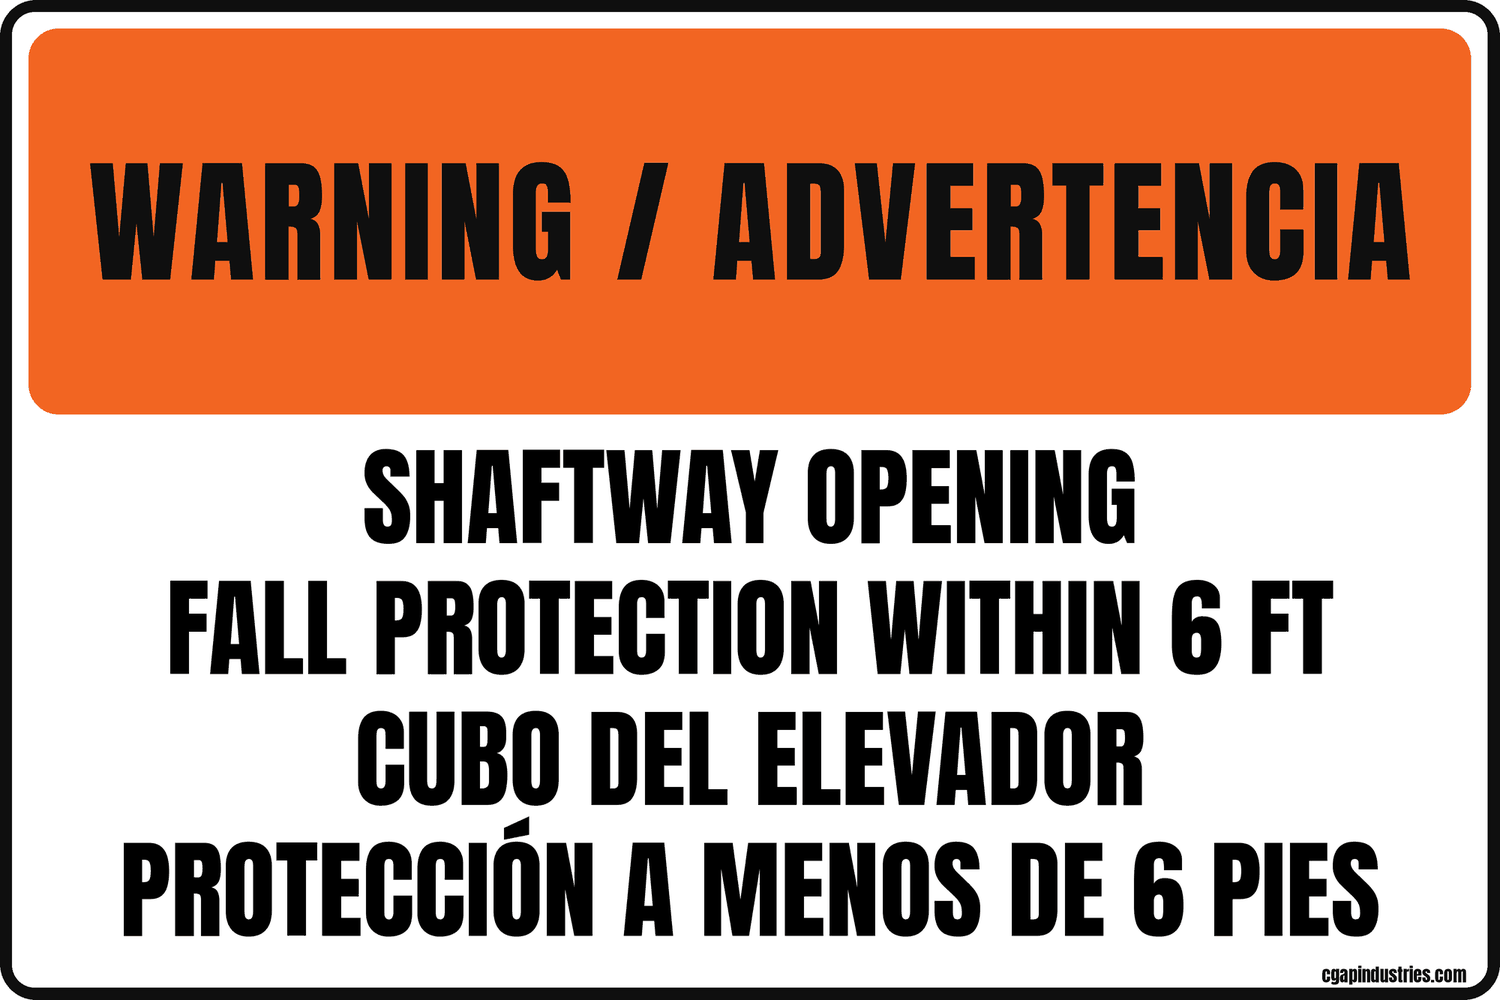 WARNING / ADVERTENCIA
SHAFTWAY OPENING
FALL PROTECTION WITHIN 6 FT
CUBO DEL ELEVADOR
PROTECCIÓN A MENOS DE 6 PIES
cgapindustries.com